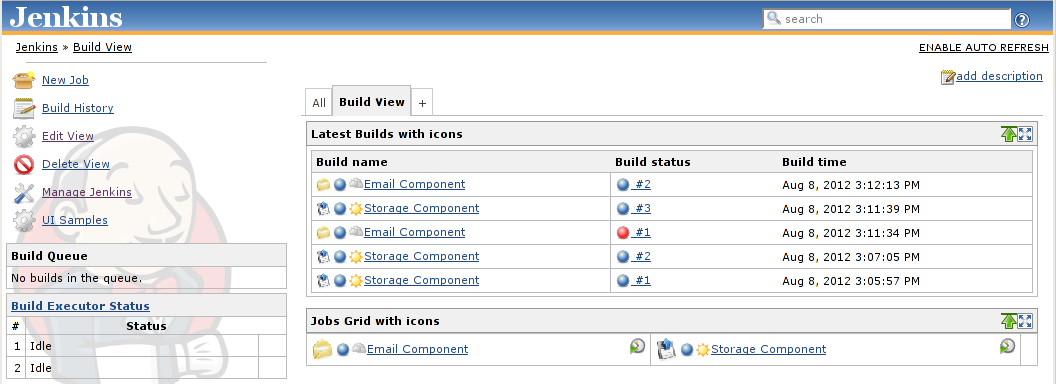 Jenkins
search
Jenkins » Build View
ENABLE AUTO REFRESH
New Job
Build History
Edit View
Delete View
Manage Jenkins
UI Samples
Build Queue
No builds in the queue.
Build Executor Status
# Status
1 Idle
2 Idle
add description
All Build View +
Latest Builds with icons
Build name Build status Build time
Email Component #2 Aug 8, 2012 3:12:13 PM
Storage Component #3 Aug 8, 2012 3:11:39 PM
Email Component #1 Aug 8, 2012 3:11:34 PM
Storage Component #2 Aug 8, 2012 3:07:05 PM
Storage Component #1 Aug 8, 2012 3:05:57 PM
Jobs Grid with icons
Email Component Storage Component